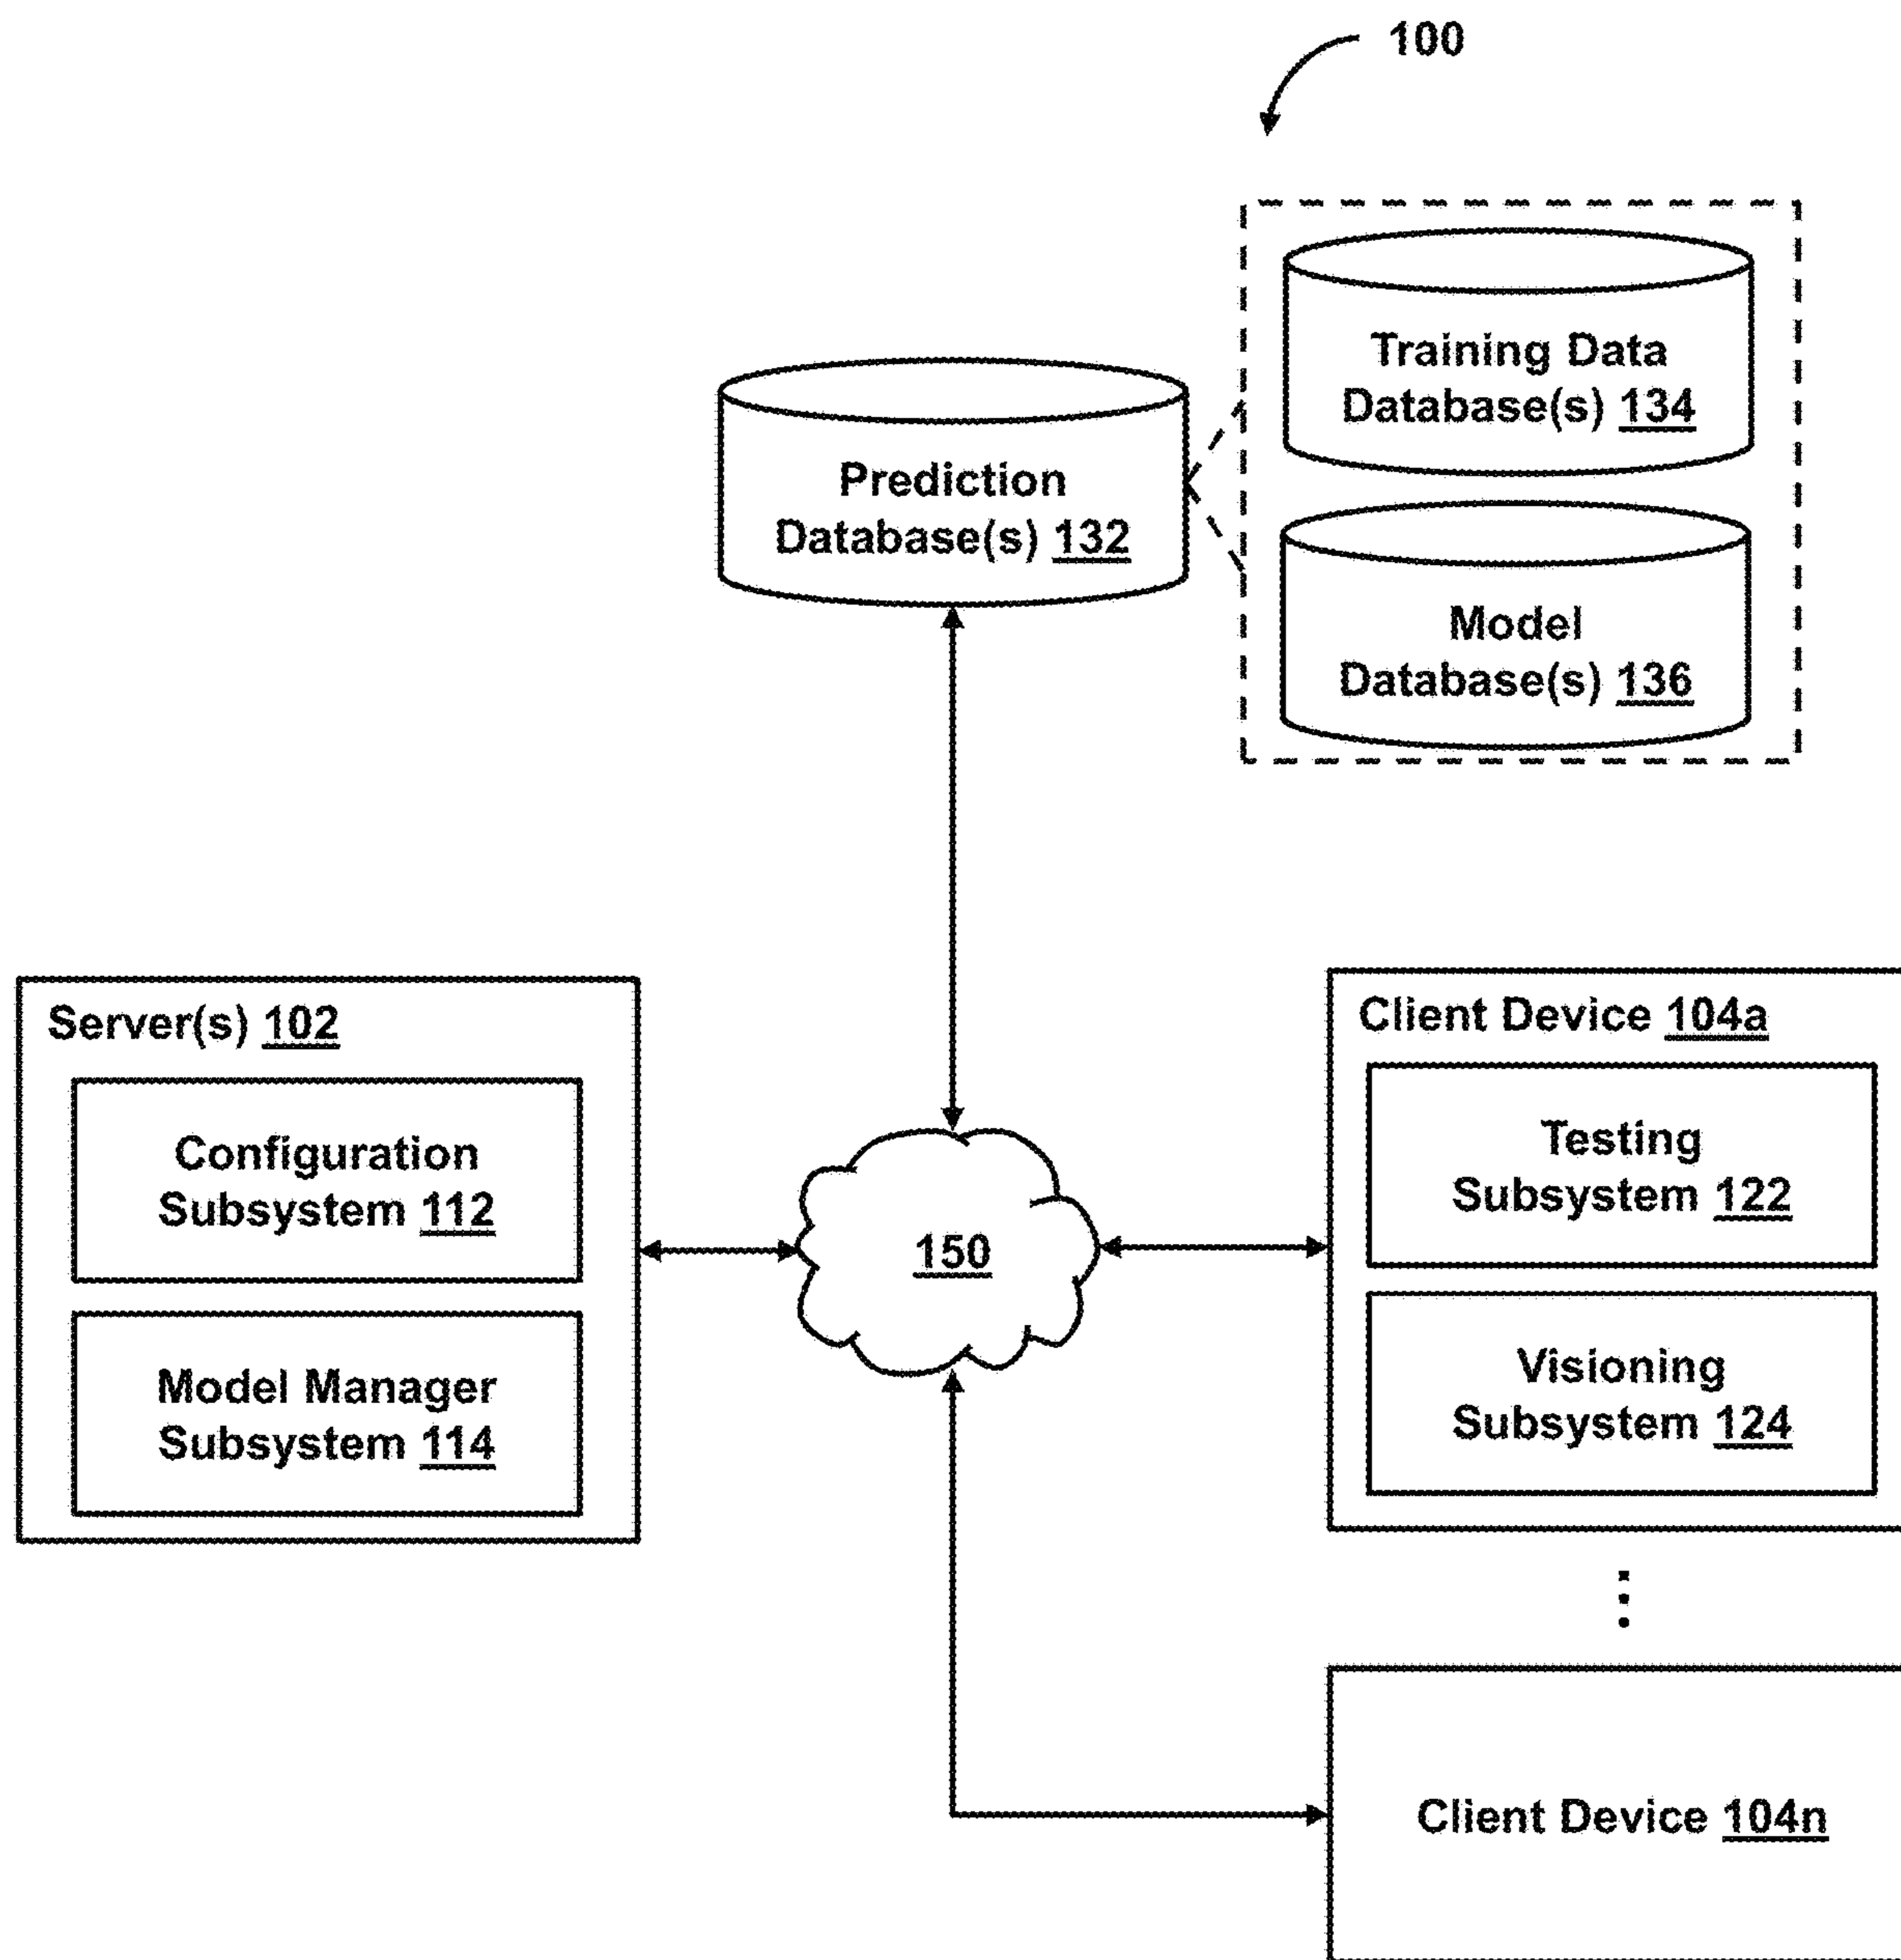 100
Training Data
Database(s) 134
Prediction
Database(s) 132
Model
Database(s) 136
Server(s) 102
Configuration
Subsystem 112
Model Manager
Subsystem 114
150
Client Device 104a
Testing
Subsystem 122
Visioning
Subsystem 124
Client Device 104n